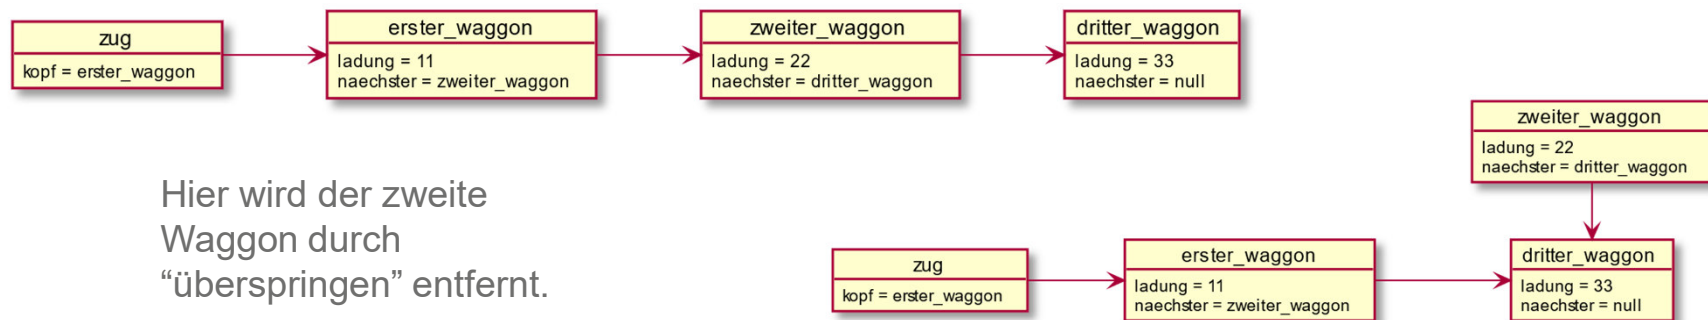 zug
kopf = erster_waggon
erster_waggon
ladung = 11
naechster = zweiter_waggon
zweiter_waggon
ladung = 22
naechster = dritter_waggon
dritter_waggon
ladung = 33
naechster = null
Hier wird der zweite
Waggon durch
“überspringen” entfernt.
zweiter_waggon
ladung = 22
naechster = dritter_waggon
zug
kopf = erster_waggon
erster_waggon
ladung = 11
naechster = zweiter_waggon
dritter_waggon
ladung = 33
naechster = null